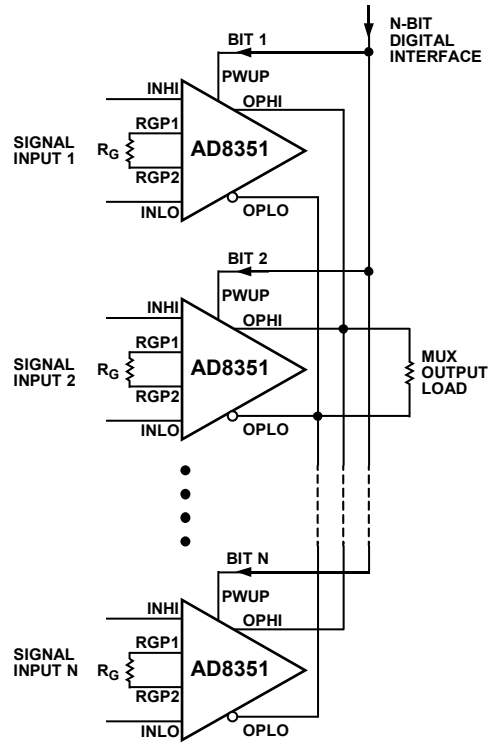 N-BIT
DIGITAL
INTERFACE
BIT 1
PWUP
INHI
OPHI
RGP1
SIGNAL
INPUT 1
RG
AD8351
RGP2
INLO
OPLO
BIT 2
PWUP
INHI
OPHI
RGP1
SIGNAL
INPUT 2
RG
AD8351
RGP2
INLO
OPLO
MUX
OUTPUT
LOAD
BIT N
PWUP
INHI
OPHI
RGP1
SIGNAL
INPUT N
RG
AD8351
RGP2
INLO
OPLO